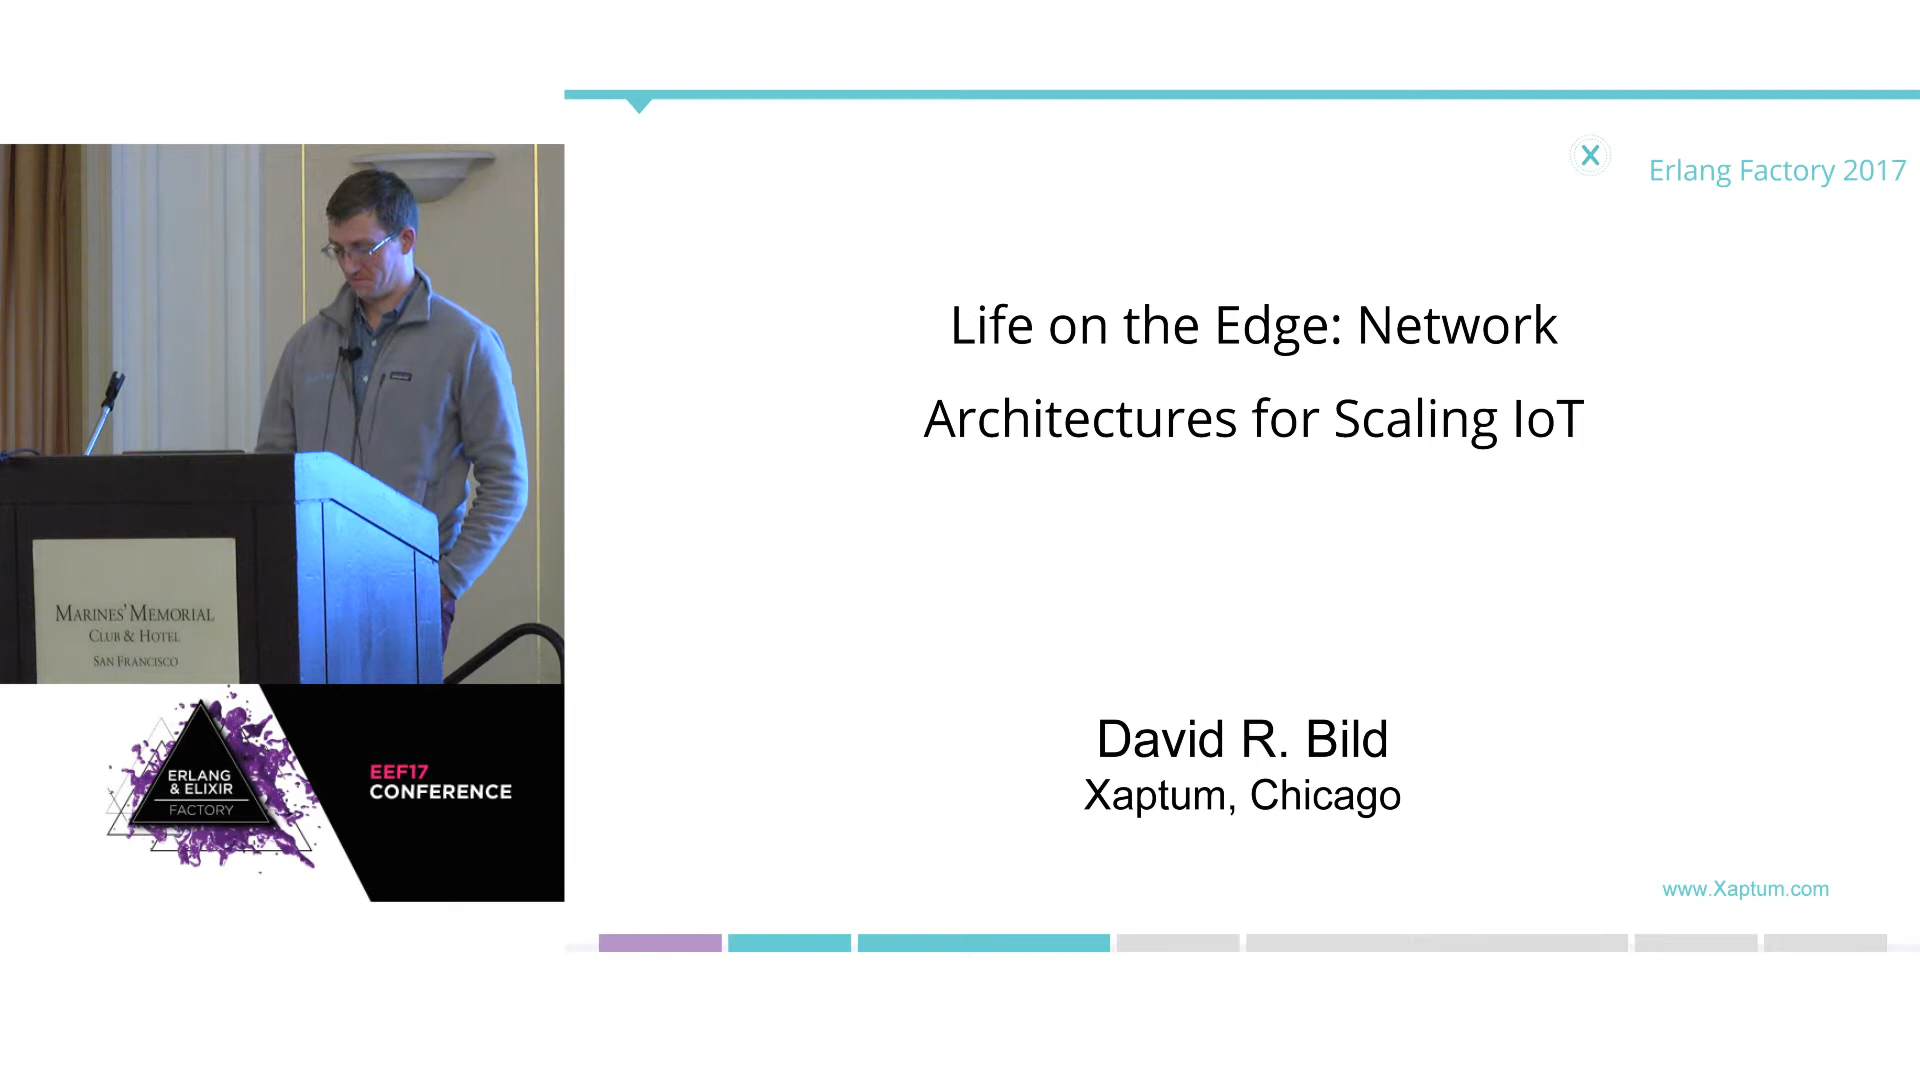 Erlang Factory 2017
Life on the Edge: Network
Architectures for Scaling IoT
David R. Bild
Xaptum, Chicago
www.Xaptum.com
MARINES' MEMORIAL
CLUB & HOTEL
SAN FRANCISCO
ERLANG
& ELIXIR
FACTORY
EEF17
CONFERENCE